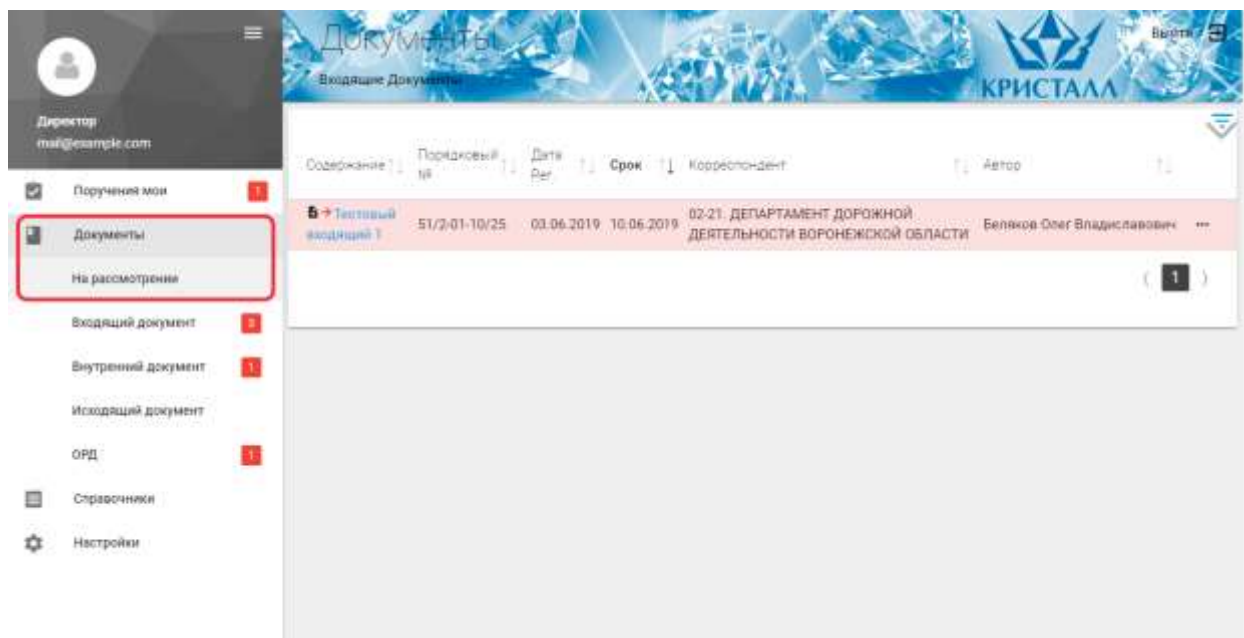 Директор
mail@example.com
Поручения мои 1
Документы
На рассмотрении
Входящий документ
Внутренний документ 1
Исходящий документ
ОРД 1
Справочники
Настройки
Документы
Входящие Документы
КРИСТАЛЛ
Выйти
Содержание
Порядковый
№
Дата
Рег
Срок
Корреспондент
Автор
Тестовый
входящий 1
51/2-01-10/25
03.06.2019
10.06.2019
02-21. ДЕПАРТАМЕНТ ДОРОЖНОЙ
ДЕЯТЕЛЬНОСТИ ВОРОНЕЖСКОЙ ОБЛАСТИ
Беляков Олег Владиславович
1